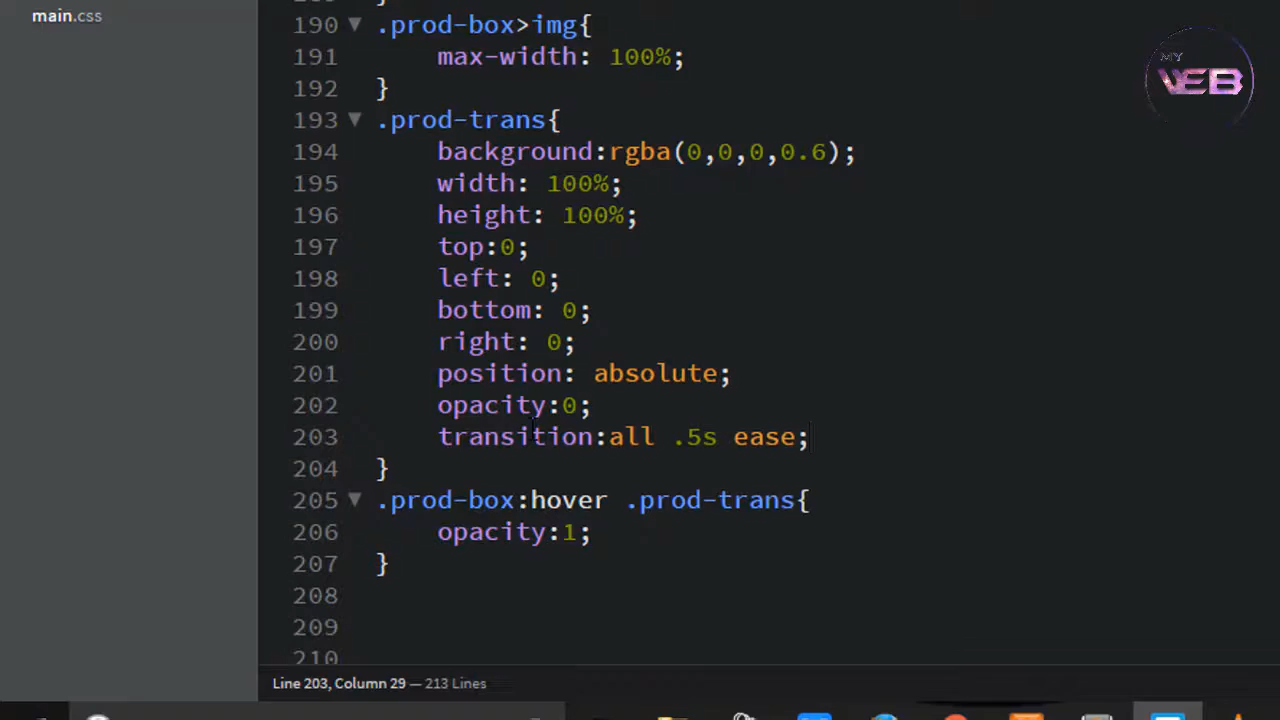 main.css
190 ▼ .prod-box>img{
191 max-width: 100%;
192 }
193 ▼ .prod-trans{
194 background:rgba(0,0,0,0.6);
195 width: 100%;
196 height: 100%;
197 top:0;
198 left: 0;
199 bottom: 0;
200 right: 0;
201 position: absolute;
202 opacity:0;
203 transition:all .5s ease;
204 }
205 ▼ .prod-box:hover .prod-trans{
206 opacity:1;
207 }
208
209
210
Line 203, Column 29 — 213 Lines
MY
WEB